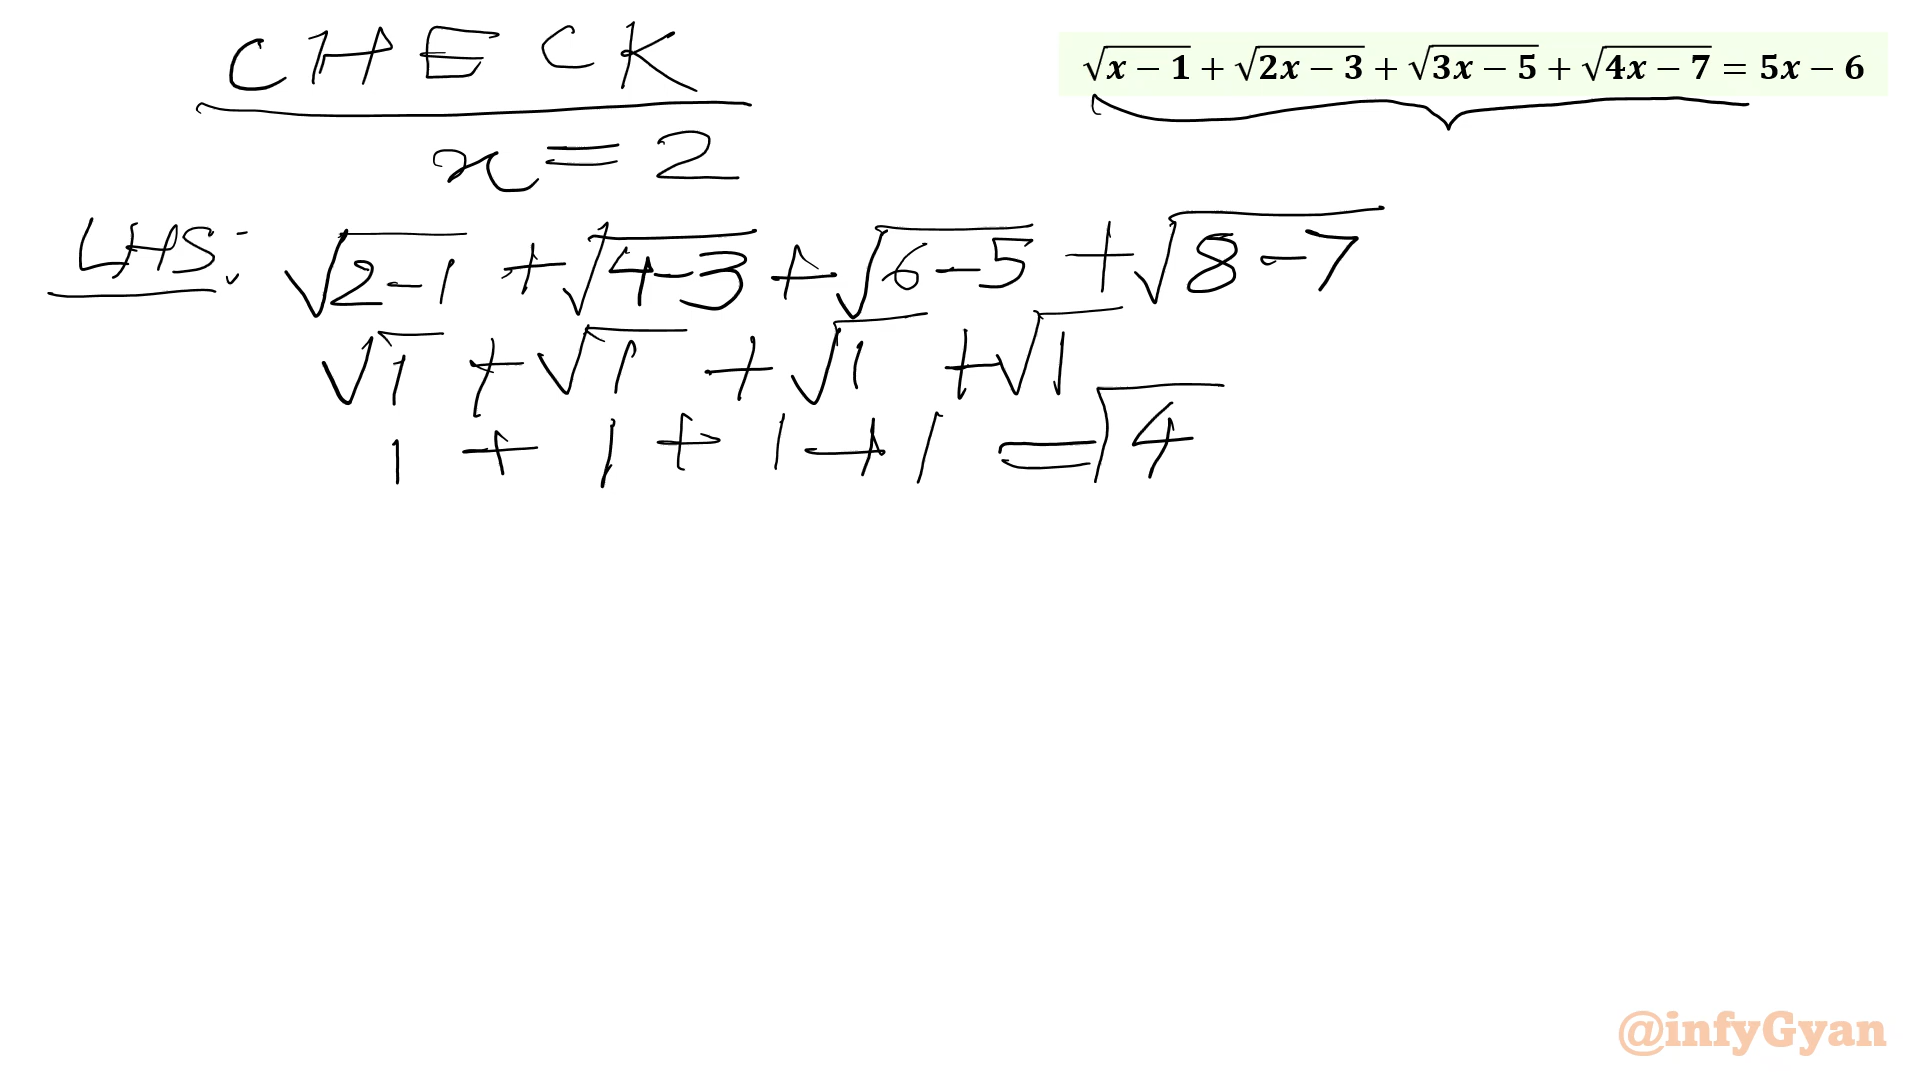 CHECK
√(x − 1) + √(2x − 3) + √(3x − 5) + √(4x − 7) = 5x − 6
x = 2
LHS: √(2-1) + √(4-3) + √(6-5) + √(8-7)
√1 + √1 + √1 + √1
1 + 1 + 1 + 1 = 4
@infyGyan